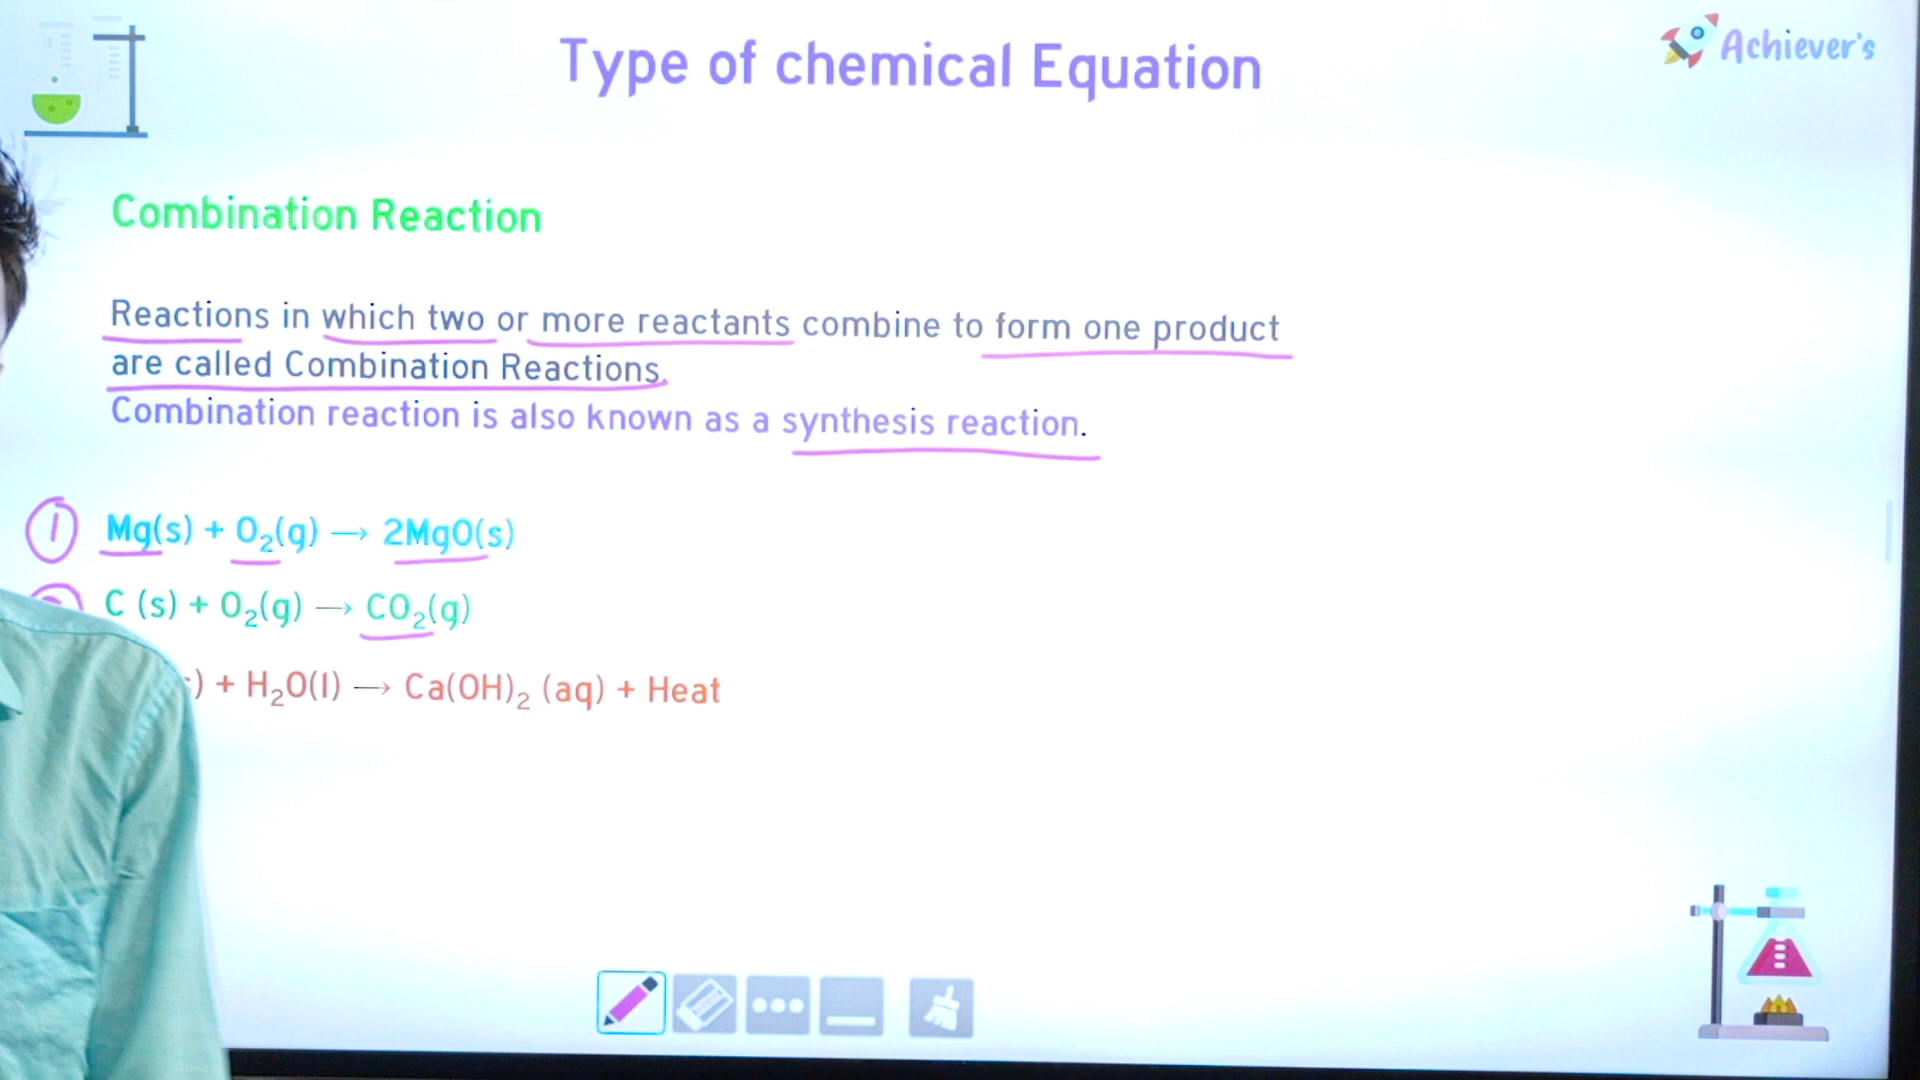 Type of chemical Equation
Achiever's
Combination Reaction
Reactions in which two or more reactants combine to form one product
are called Combination Reactions.
Combination reaction is also known as a synthesis reaction.
1 Mg(s) + O₂(g) → 2MgO(s)
C (s) + O₂(g) → CO₂(g)
) + H₂O(l) → Ca(OH)₂ (aq) + Heat